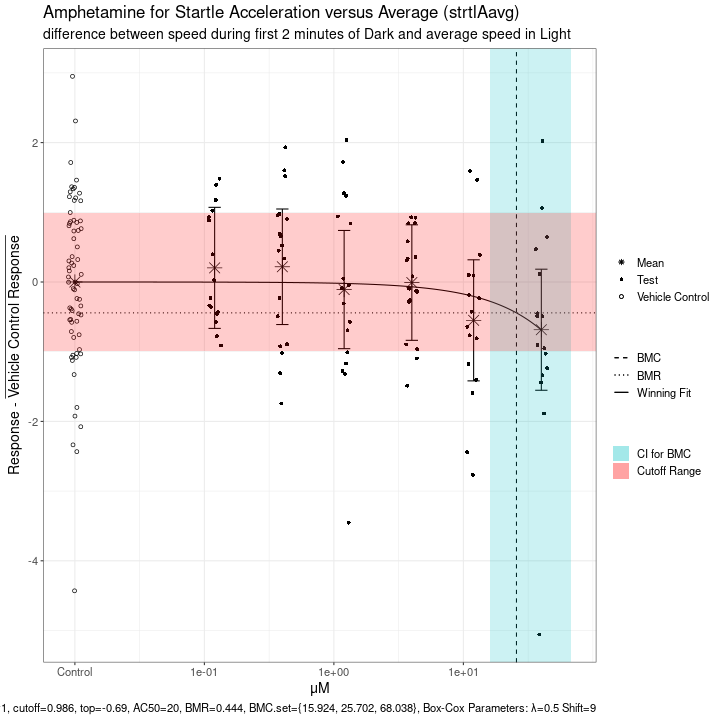 Amphetamine for Startle Acceleration versus Average (strtlAavg)
difference between speed during first 2 minutes of Dark and average speed in Light
Response - Vehicle Control Response
2
0
-2
-4
Control
1e-01
1e+00
1e+01
μM
Mean
Test
Vehicle Control
BMC
BMR
Winning Fit
CI for BMC
Cutoff Range
1, cutoff=0.986, top=-0.69, AC50=20, BMR=0.444, BMC.set={15.924, 25.702, 68.038}, Box-Cox Parameters: λ=0.5 Shift=9